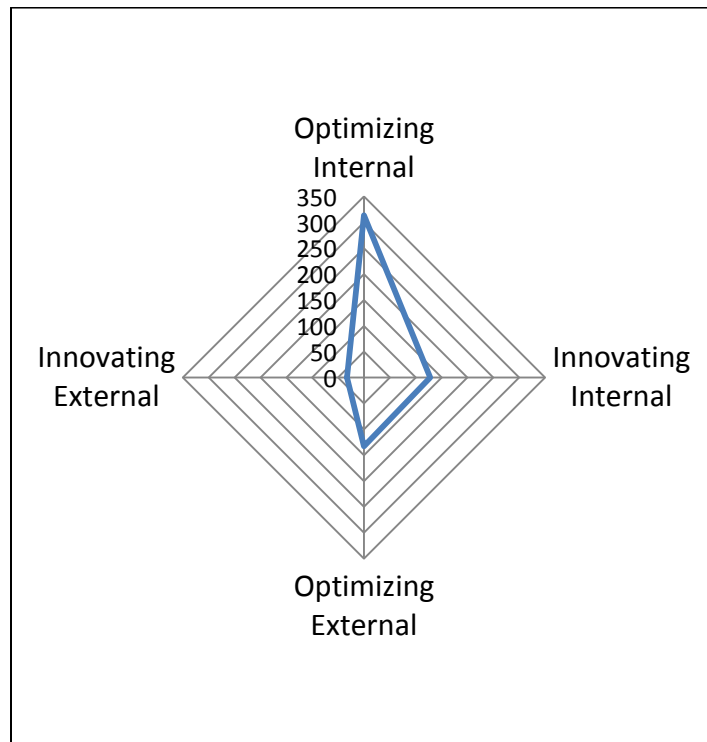 Optimizing
Internal
350
300
250
200
150
100
50
0
Innovating
External
Innovating
Internal
Optimizing
External